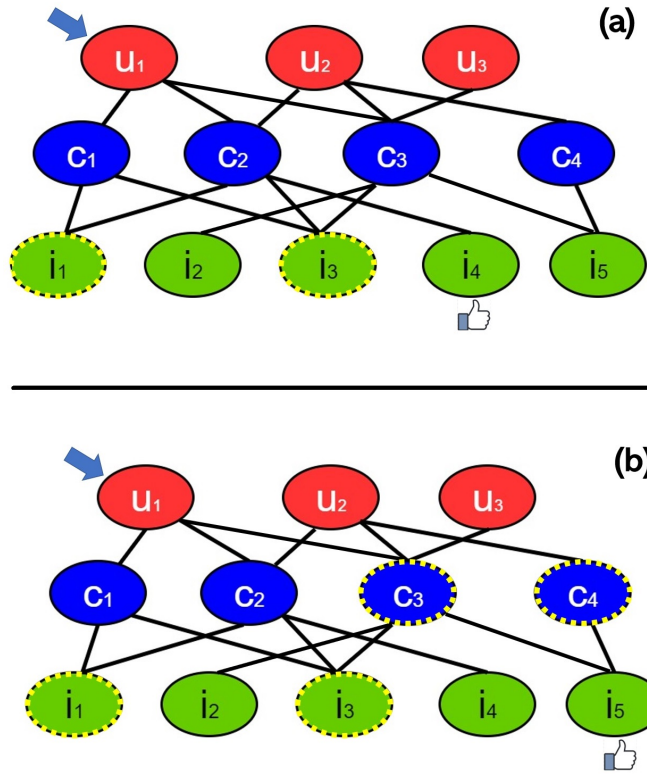 (a)
u₁ u₂ u₃
c₁ c₂ c₃ c₄
i₁ i₂ i₃ i₄ i₅
(b)
u₁ u₂ u₃
c₁ c₂ c₃ c₄
i₁ i₂ i₃ i₄ i₅